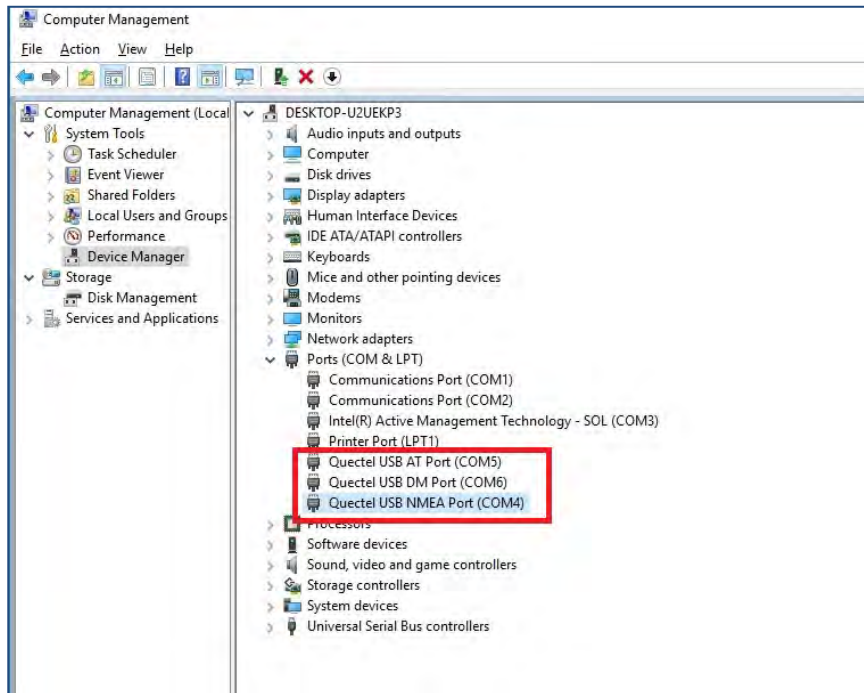 Computer Management
File Action View Help
Computer Management (Local
System Tools
Task Scheduler
Event Viewer
Shared Folders
Local Users and Groups
Performance
Device Manager
Storage
Disk Management
Services and Applications
DESKTOP-U2UEKP3
Audio inputs and outputs
Computer
Disk drives
Display adapters
Human Interface Devices
IDE ATA/ATAPI controllers
Keyboards
Mice and other pointing devices
Modems
Monitors
Network adapters
Ports (COM & LPT)
Communications Port (COM1)
Communications Port (COM2)
Intel(R) Active Management Technology - SOL (COM3)
Printer Port (LPT1)
Quectel USB AT Port (COM5)
Quectel USB DM Port (COM6)
Quectel USB NMEA Port (COM4)
Processors
Software devices
Sound, video and game controllers
Storage controllers
System devices
Universal Serial Bus controllers